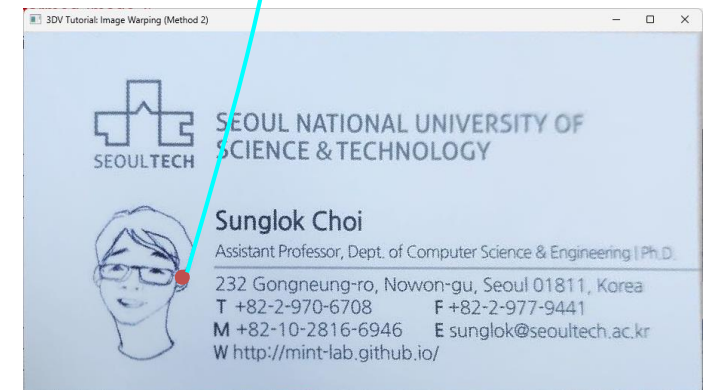 3DV Tutorial: Image Warping (Method 2)
SEOULTECH
SEOUL NATIONAL UNIVERSITY OF
SCIENCE & TECHNOLOGY
Sunglok Choi
Assistant Professor, Dept. of Computer Science & Engineering | Ph.D.
232 Gongneung-ro, Nowon-gu, Seoul 01811, Korea
T +82-2-970-6708 F +82-2-977-9441
M +82-10-2816-6946 E sunglok@seoultech.ac.kr
W http://mint-lab.github.io/